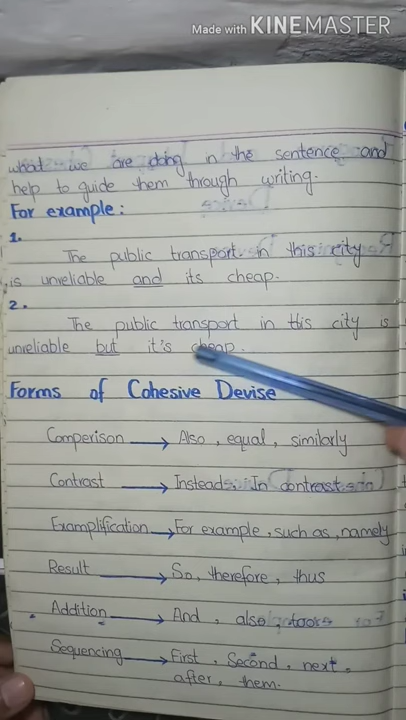 Made with KINEMASTER
what we are doing in the sentence and
help to guide them through writing.
For example:
1.
The public transport in this city
is unreliable and its cheap.
2.
The public transport in this city is
unreliable but it's cheap.
Forms of Cohesive Devise
Comperison → Also, equal, similarly
Contrast → Instead, In contrast
Examplification → For example, such as, namely
Result → So, therefore, thus
Addition → And, also
Sequencing → First, Second, next,
after, them.